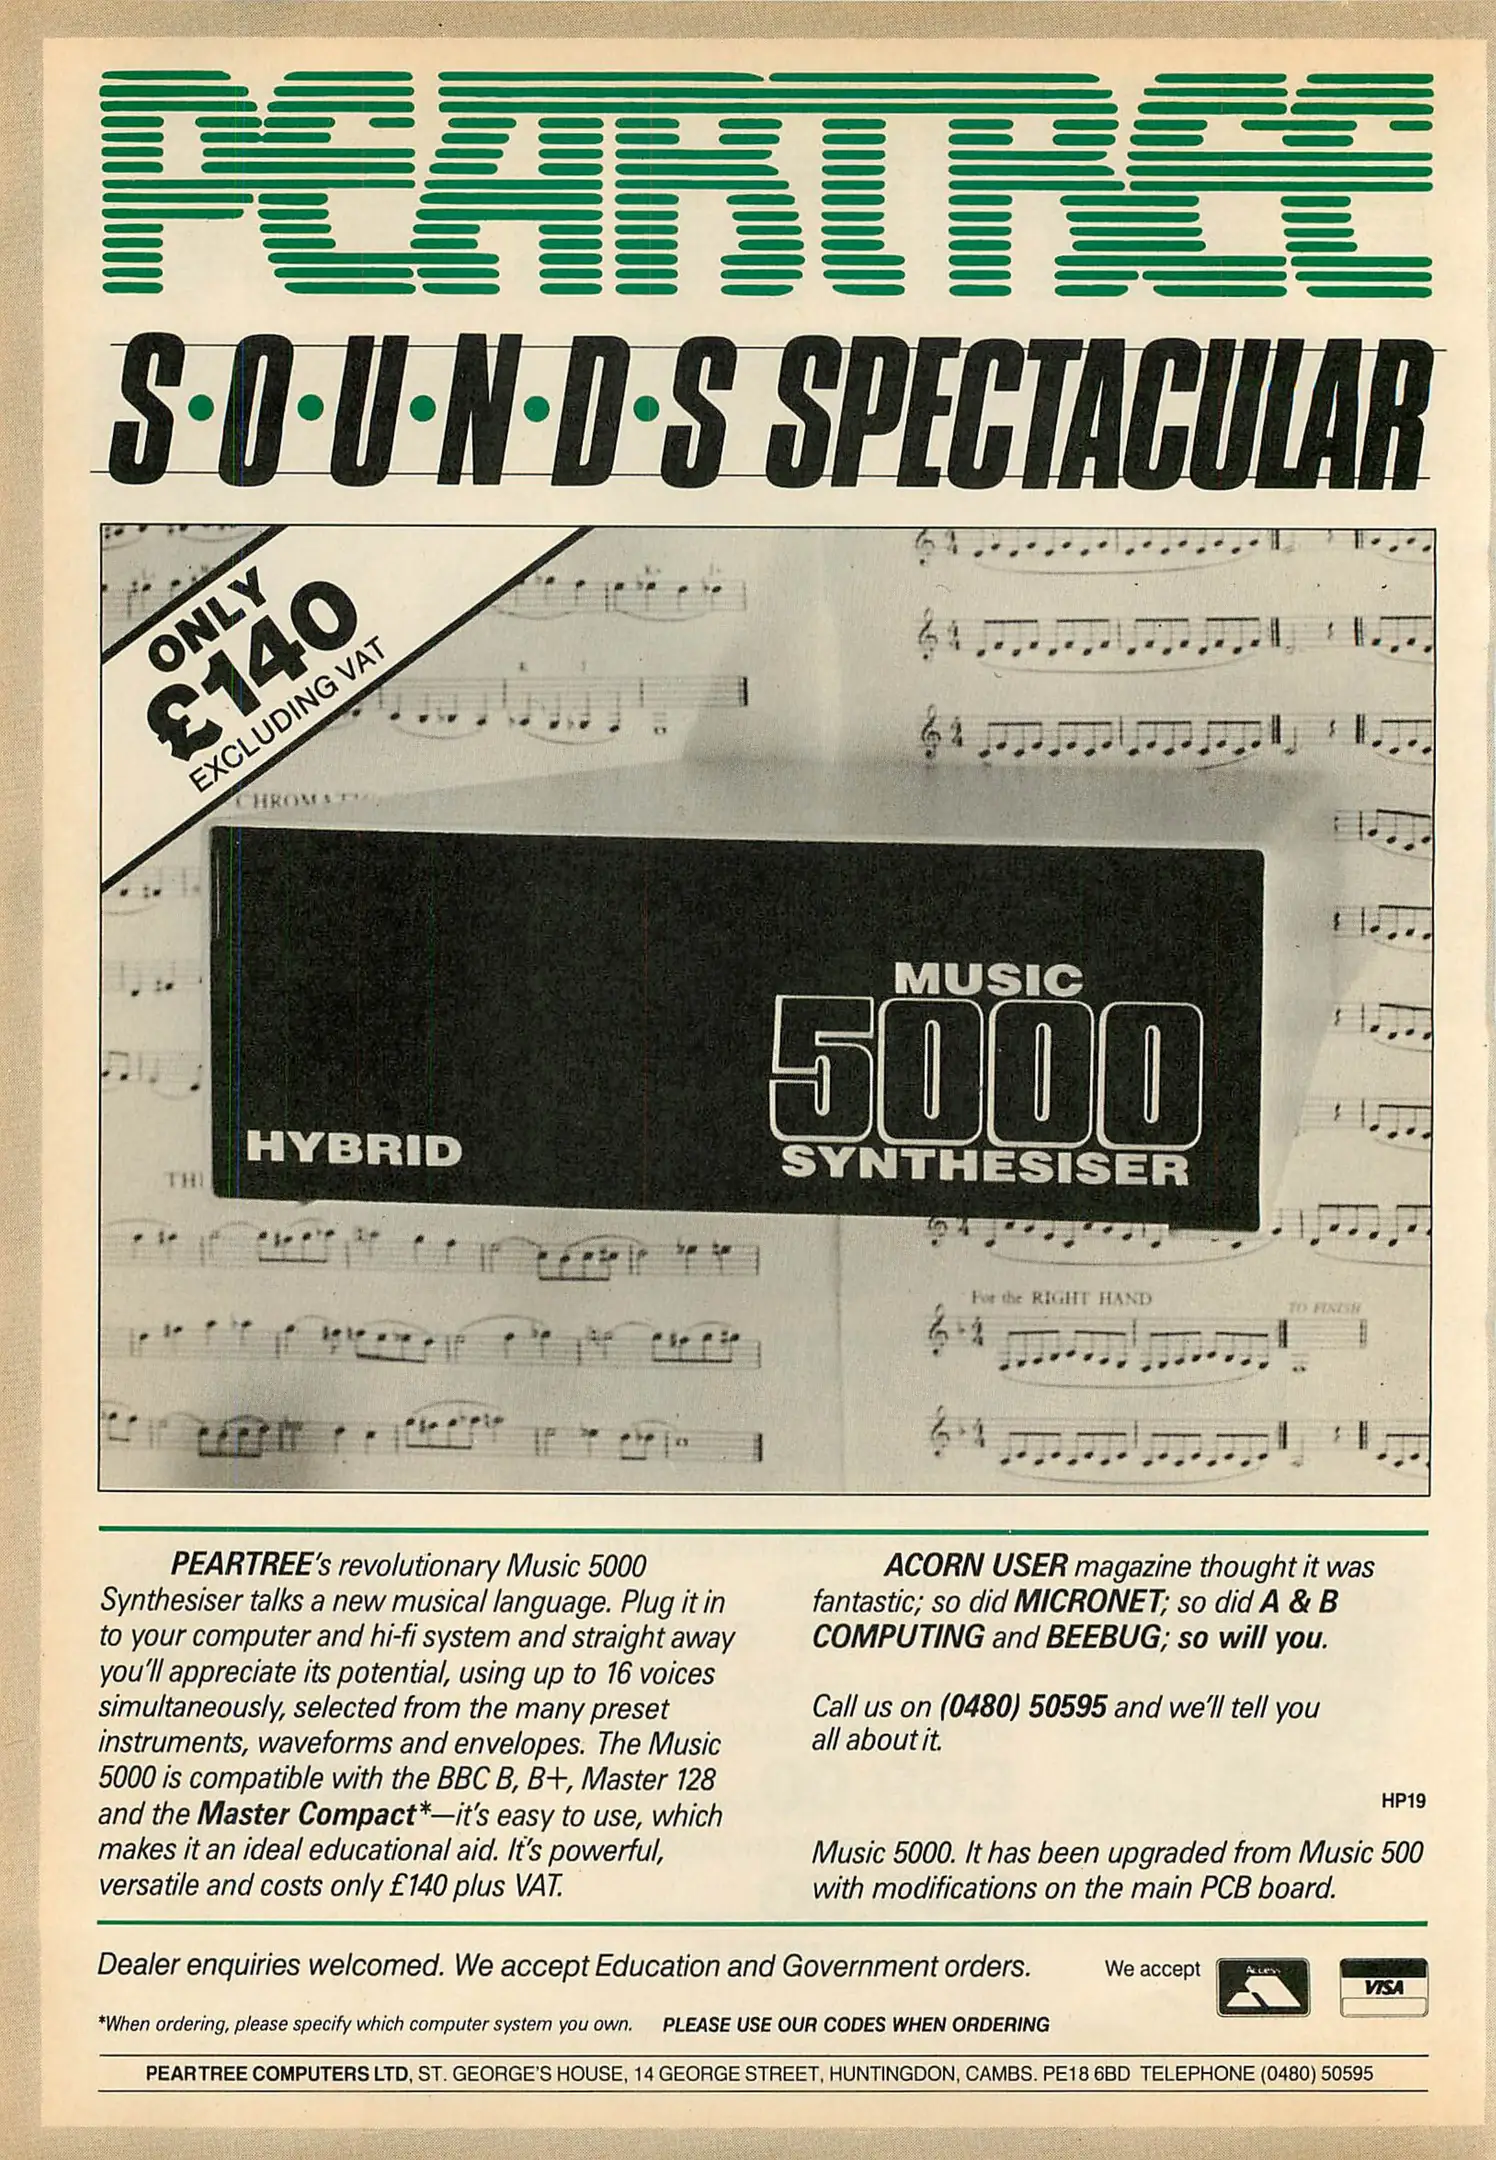 PEARTREE
S·O·U·N·D·S SPECTACULAR
ONLY
£140
EXCLUDING VAT
MUSIC
5000
SYNTHESISER
HYBRID
For the RIGHT HAND
TO FINISH
PEARTREE's revolutionary Music 5000
Synthesiser talks a new musical language. Plug it in
to your computer and hi-fi system and straight away
you'll appreciate its potential, using up to 16 voices
simultaneously, selected from the many preset
instruments, waveforms and envelopes. The Music
5000 is compatible with the BBC B, B+, Master 128
and the Master Compact*—it's easy to use, which
makes it an ideal educational aid. It's powerful,
versatile and costs only £140 plus VAT.
ACORN USER magazine thought it was
fantastic; so did MICRONET; so did A & B
COMPUTING and BEEBUG; so will you.
Call us on (0480) 50595 and we'll tell you
all about it.
HP19
Music 5000. It has been upgraded from Music 500
with modifications on the main PCB board.
Dealer enquiries welcomed. We accept Education and Government orders.
We accept
Access
VISA
*When ordering, please specify which computer system you own. PLEASE USE OUR CODES WHEN ORDERING
PEARTREE COMPUTERS LTD, ST. GEORGE'S HOUSE, 14 GEORGE STREET, HUNTINGDON, CAMBS. PE18 6BD TELEPHONE (0480) 50595